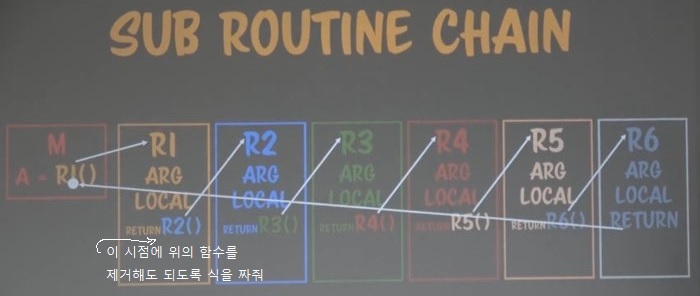 SUB ROUTINE CHAIN
M
A = R1()
R1
ARG
LOCAL
RETURN R2()
R2
ARG
LOCAL
RETURN R3()
R3
ARG
LOCAL
RETURN R4()
R4
ARG
LOCAL
RETURN R5()
R5
ARG
LOCAL
RETURN R6()
R6
ARG
LOCAL
RETURN
이 시점에 위의 함수를
제거해도 되도록 식을 짜줘